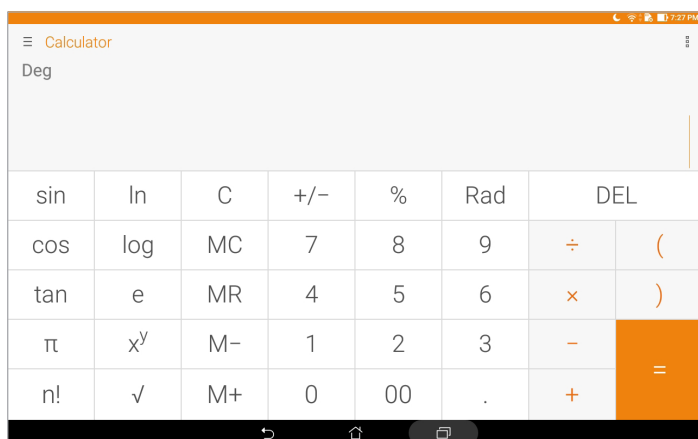 7:27 PM
Calculator
Deg
sin ln C +/− % Rad DEL
cos log MC 7 8 9 ÷ (
tan e MR 4 5 6 × )
π xʸ M− 1 2 3 −
=
n! √ M+ 0 00 . +